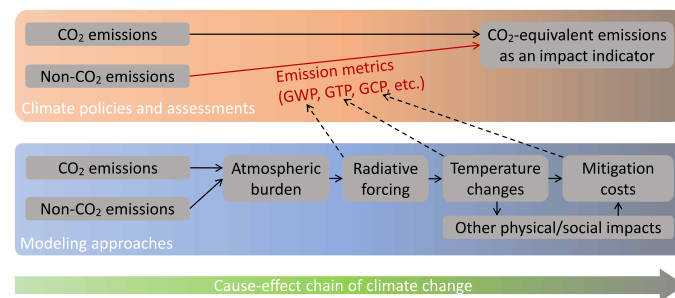 CO₂ emissions
CO₂-equivalent emissions
as an impact indicator
Non-CO₂ emissions
Emission metrics
(GWP, GTP, GCP, etc.)
Climate policies and assessments
CO₂ emissions
Atmospheric
burden
Radiative
forcing
Temperature
changes
Mitigation
costs
Non-CO₂ emissions
Other physical/social impacts
Modeling approaches
Cause-effect chain of climate change